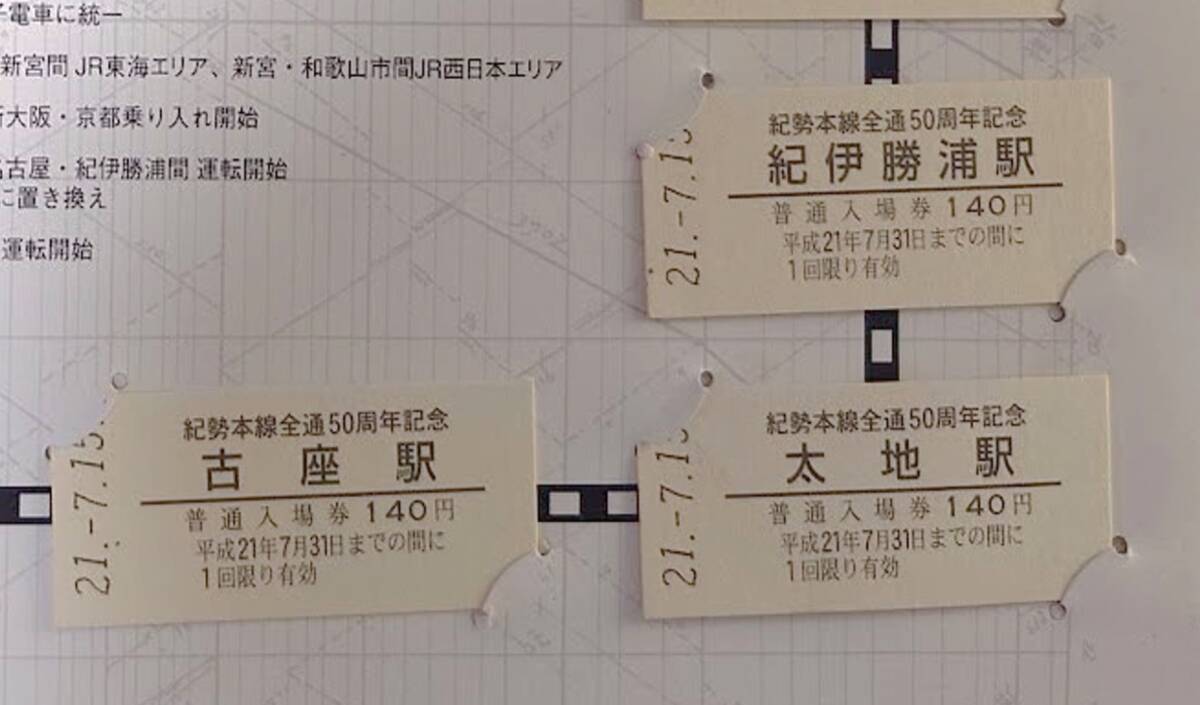 電車に統一
新宮間 JR東海エリア、新宮・和歌山市間JR西日本エリア
大阪・京都乗り入れ開始
古屋・紀伊勝浦間 運転開始
に置き換え
運転開始
紀勢本線全通50周年記念
紀伊勝浦駅
普通入場券 140円
平成21年7月31日までの間に
1回限り有効
21.-7.15
紀勢本線全通50周年記念
古座駅
普通入場券 140円
平成21年7月31日までの間に
1回限り有効
21.-7.15.
紀勢本線全通50周年記念
太地駅
普通入場券 140円
平成21年7月31日までの間に
1回限り有効
21.-7.15